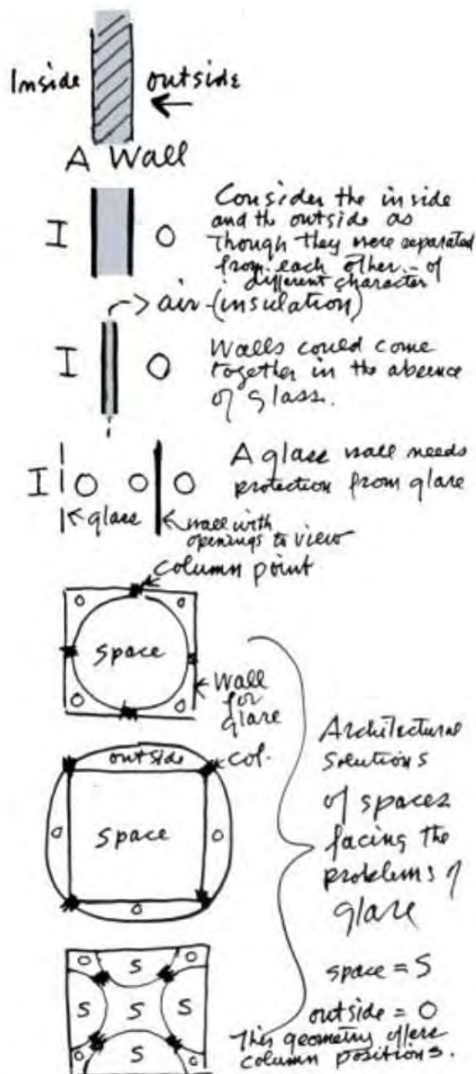 Inside outside
A Wall
I O
Consider the inside
and the outside as
though they were separated
from each other - of
different character
air-(insulation)
I O
Walls could come
together in the absence
of glass.
I O O O
A glass wall needs
protection from glare
glass
wall with
openings to view
column point
O O
space
O O
Wall
for
glare
outside
col.
O space O
O
Architectural
solutions
of spaces
facing the
problems of
glare
O S O
S S S
O S O
space = S
outside = O
This geometry offers
column positions.